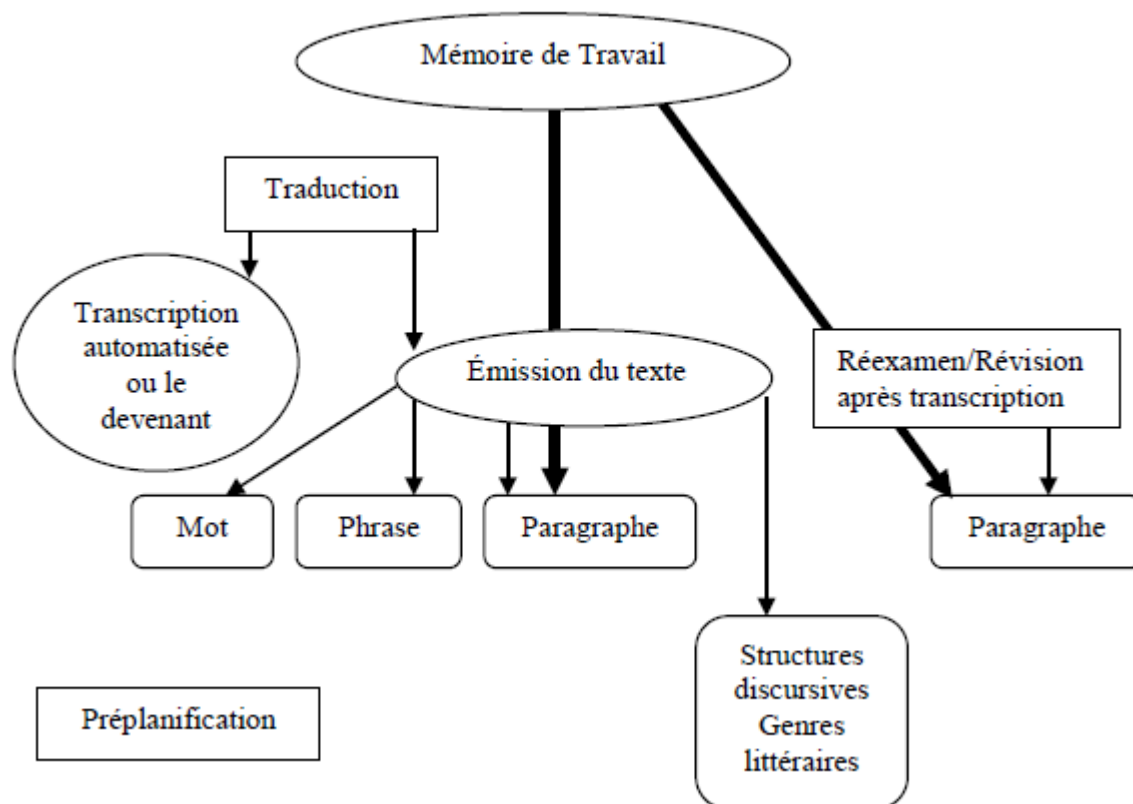 Mémoire de Travail
Traduction
Transcription
automatisée
ou le
devenant
Émission du texte
Réexamen/Révision
après transcription
Mot
Phrase
Paragraphe
Paragraphe
Structures
discursives
Genres
littéraires
Préplanification